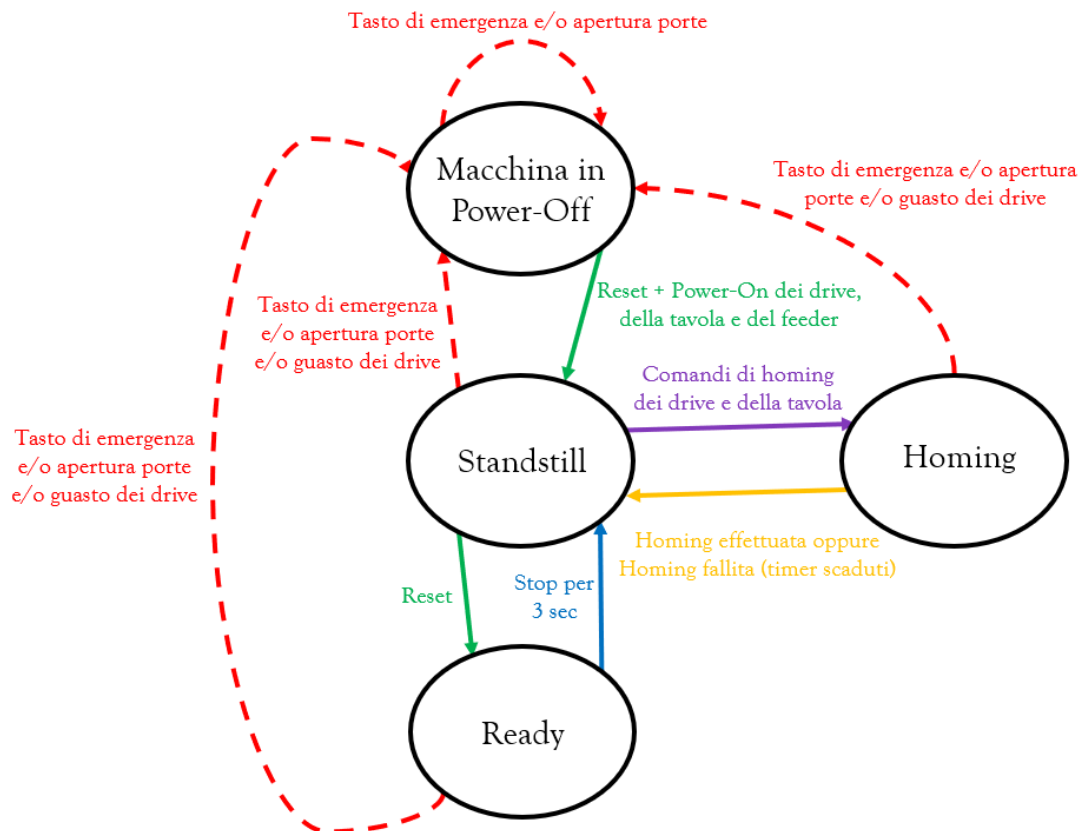 Tasto di emergenza e/o apertura porte
Macchina in
Power-Off
Tasto di emergenza e/o apertura
porte e/o guasto dei drive
Reset + Power-On dei drive,
della tavola e del feeder
Tasto di emergenza
e/o apertura porte
e/o guasto dei drive
Comandi di homing
dei drive e della tavola
Tasto di emergenza
e/o apertura porte
e/o guasto dei drive
Standstill
Homing
Homing effettuata oppure
Homing fallita (timer scaduti)
Reset
Stop per
3 sec
Ready